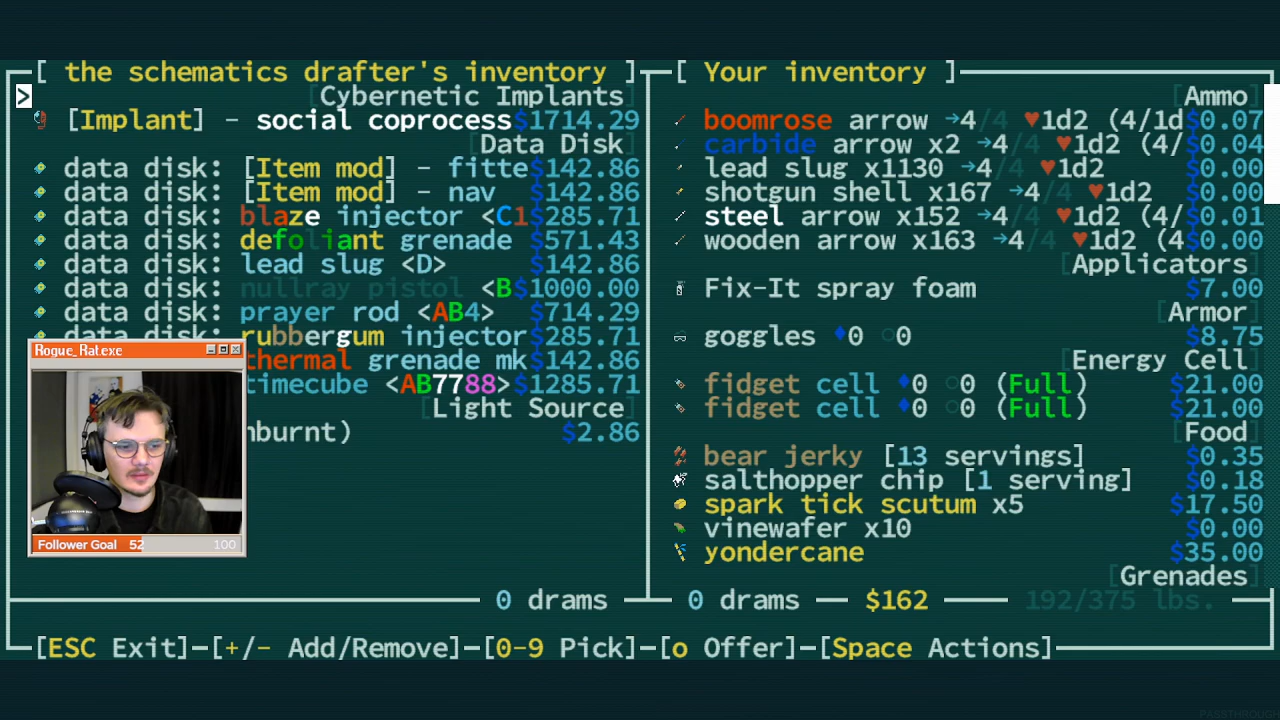 [ the schematics drafter's inventory ]
[Cybernetic Implants]
>
[Implant] - social coprocess $1714.29
[Data Disk]
data disk: [Item mod] - fitte $142.86
data disk: [Item mod] - nav $142.86
data disk: blaze injector <C1 $285.71
data disk: defoliant grenade $571.43
data disk: lead slug <D> $142.86
data disk: nullray pistol <B $1000.00
data disk: prayer rod <AB4> $714.29
data disk: rubbergum injector $285.71
thermal grenade mk $142.86
timecube <AB7788> $1285.71
[Light Source]
nburnt) $2.86
0 drams
[ Your inventory ]
[Ammo]
boomrose arrow →4/4 ♥1d2 (4/1d $0.07
carbide arrow x2 →4/4 ♥1d2 (4/ $0.04
lead slug x1130 →4/4 ♥1d2 $0.00
shotgun shell x167 →4/4 ♥1d2 $0.00
steel arrow x152 →4/4 ♥1d2 (4/ $0.01
wooden arrow x163 →4/4 ♥1d2 (4 $0.00
[Applicators]
Fix-It spray foam $7.00
[Armor]
goggles ♦0 ○0 $8.75
[Energy Cell]
fidget cell ♦0 ○0 (Full) $21.00
fidget cell ♦0 ○0 (Full) $21.00
[Food]
bear jerky [13 servings] $0.35
salthopper chip [1 serving] $0.18
spark tick scutum x5 $17.50
vinewafer x10 $0.00
yondercane $35.00
[Grenades]
0 drams — $162 — 192/375 lbs.
[ESC Exit]-[+/- Add/Remove]-[0-9 Pick]-[o Offer]-[Space Actions]
Rogue_Rat.exe
Follower Goal 52 100